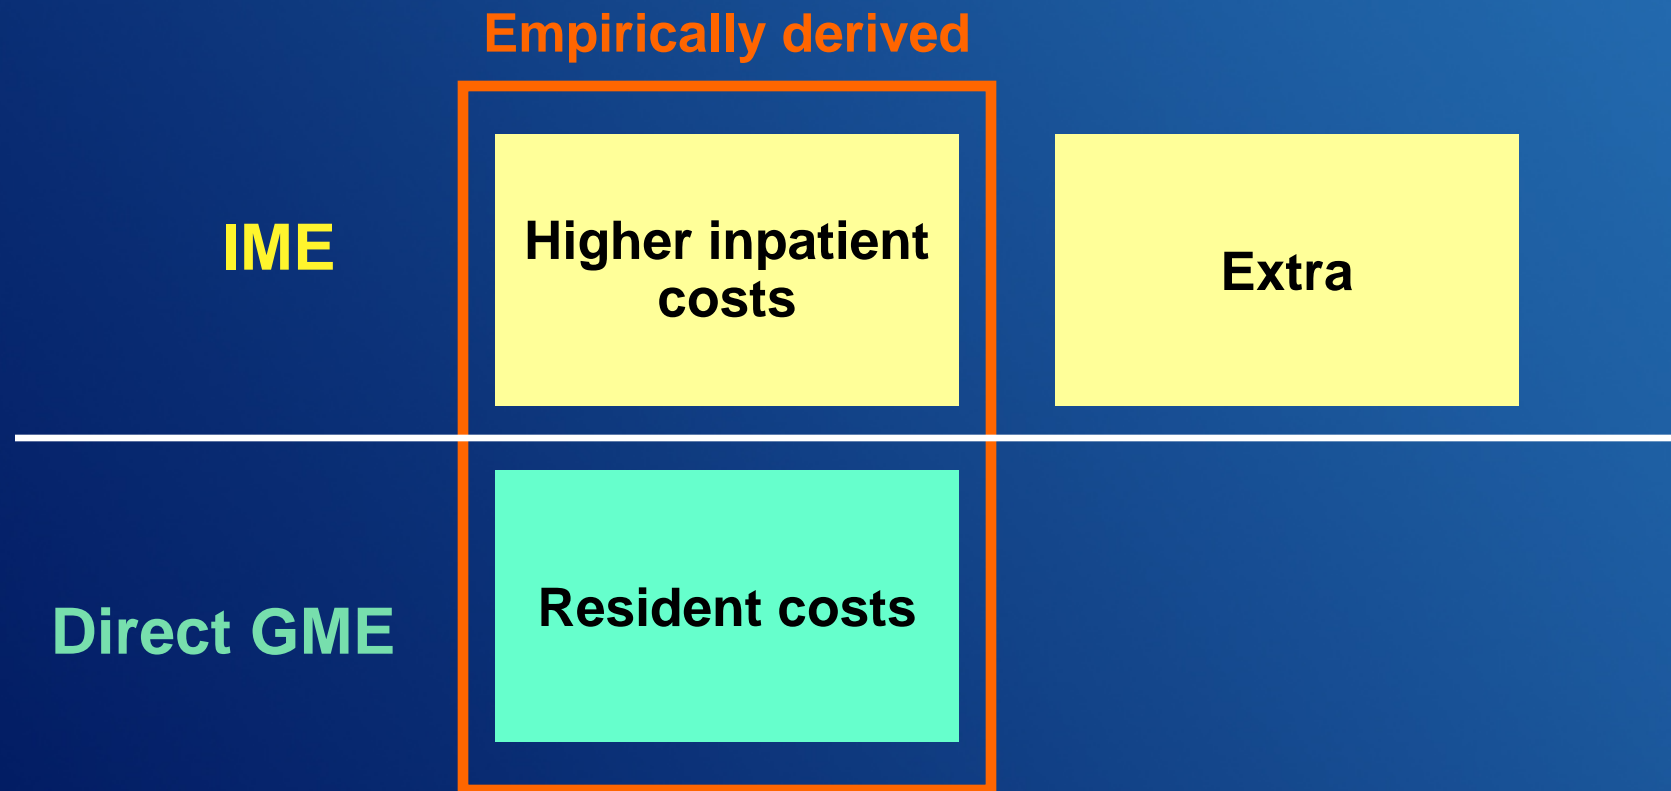 Empirically derived
IME
Higher inpatient
costs
Extra
Direct GME
Resident costs